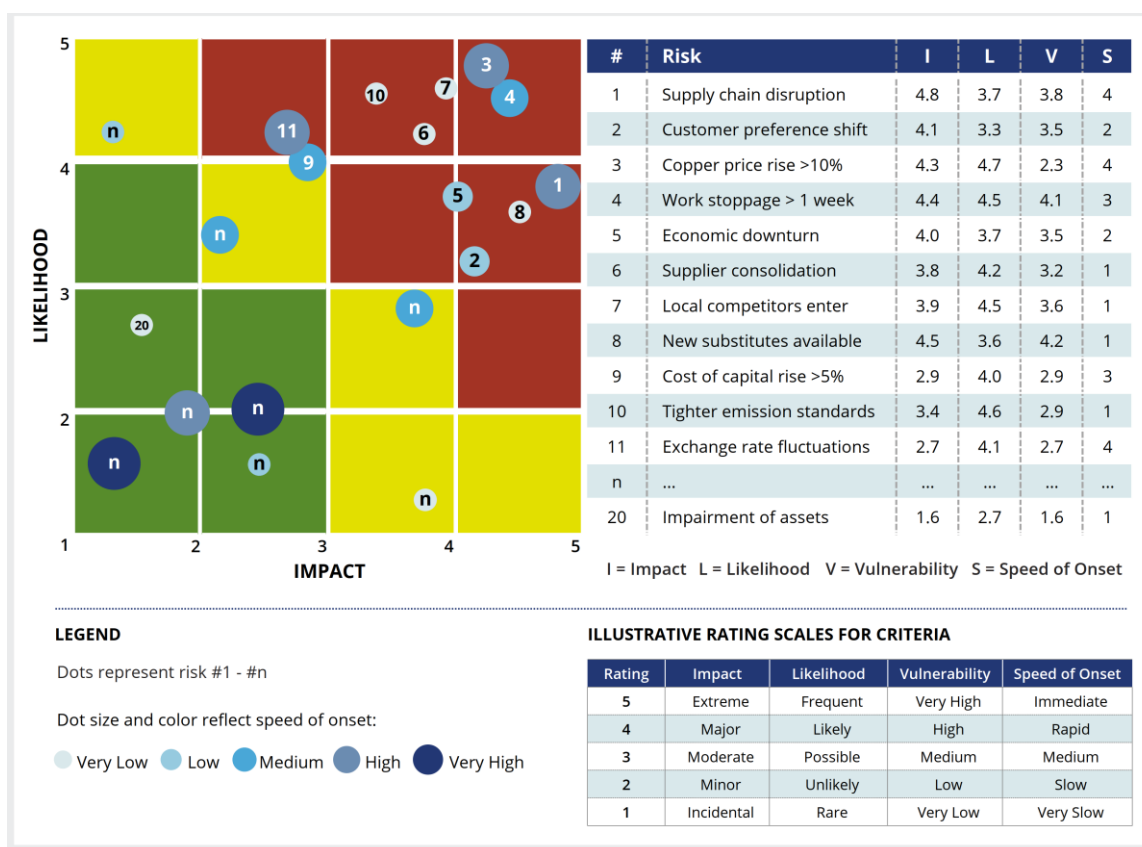 5
4
3
2
1
2
3
4
5
LIKELIHOOD
IMPACT
n
11
9
10
7
6
3
4
n
5
8
1
2
20
n
n
n
n
n
n
# Risk I L V S
1 Supply chain disruption 4.8 3.7 3.8 4
2 Customer preference shift 4.1 3.3 3.5 2
3 Copper price rise >10% 4.3 4.7 2.3 4
4 Work stoppage > 1 week 4.4 4.5 4.1 3
5 Economic downturn 4.0 3.7 3.5 2
6 Supplier consolidation 3.8 4.2 3.2 1
7 Local competitors enter 3.9 4.5 3.6 1
8 New substitutes available 4.5 3.6 4.2 1
9 Cost of capital rise >5% 2.9 4.0 2.9 3
10 Tighter emission standards 3.4 4.6 2.9 1
11 Exchange rate fluctuations 2.7 4.1 2.7 4
n ... ... ... ... ...
20 Impairment of assets 1.6 2.7 1.6 1
I = Impact L = Likelihood V = Vulnerability S = Speed of Onset
LEGEND
Dots represent risk #1 - #n
Dot size and color reflect speed of onset:
Very Low Low Medium High Very High
ILLUSTRATIVE RATING SCALES FOR CRITERIA
Rating Impact Likelihood Vulnerability Speed of Onset
5 Extreme Frequent Very High Immediate
4 Major Likely High Rapid
3 Moderate Possible Medium Medium
2 Minor Unlikely Low Slow
1 Incidental Rare Very Low Very Slow